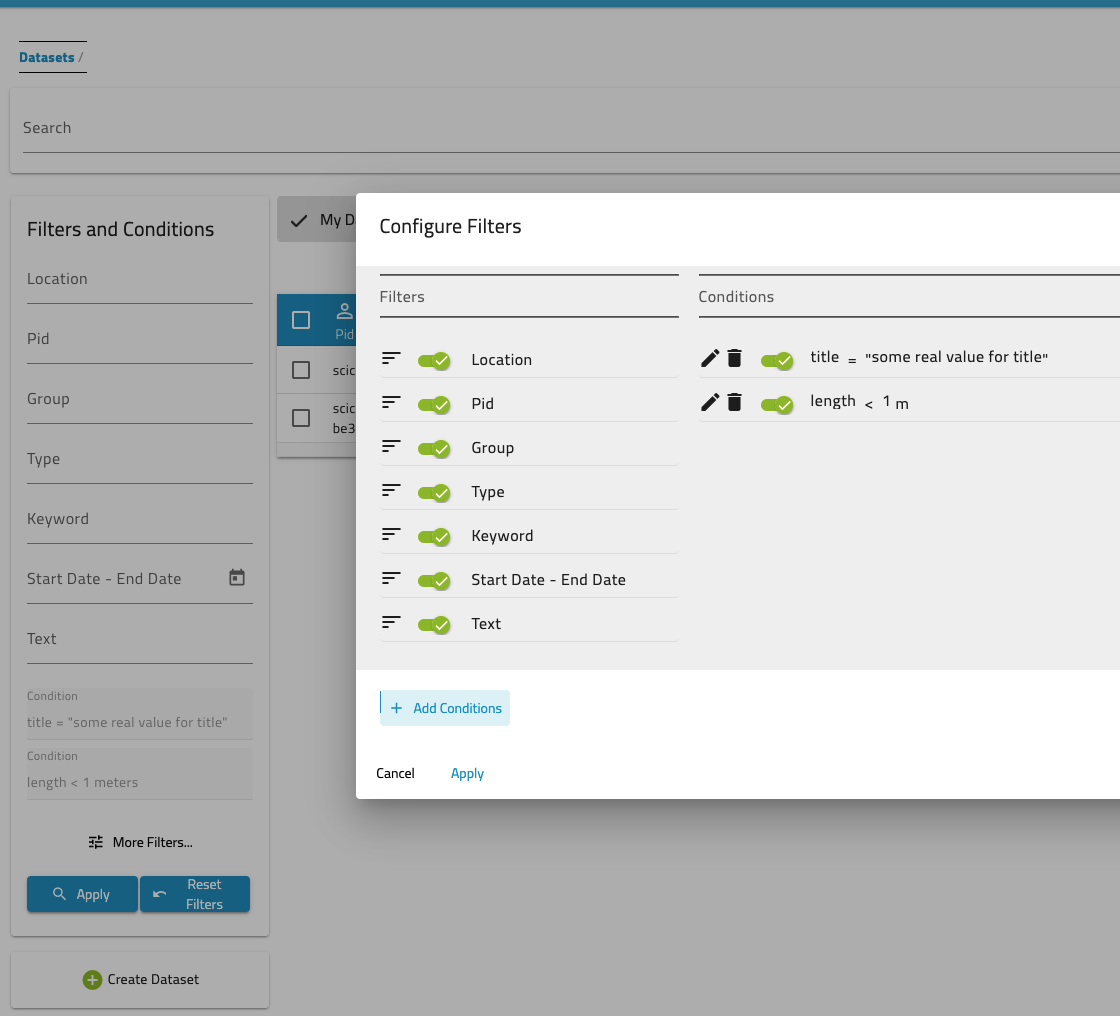 Datasets /
Search
Filters and Conditions
Location
Pid
Group
Type
Keyword
Start Date - End Date
Text
Condition
title = "some real value for title"
Condition
length < 1 meters
More Filters...
Apply
Reset
Filters
Create Dataset
My D
Pid
scic
scic
be3
Configure Filters
Filters
Location
Pid
Group
Type
Keyword
Start Date - End Date
Text
Conditions
title = "some real value for title"
length < 1 m
+ Add Conditions
Cancel
Apply